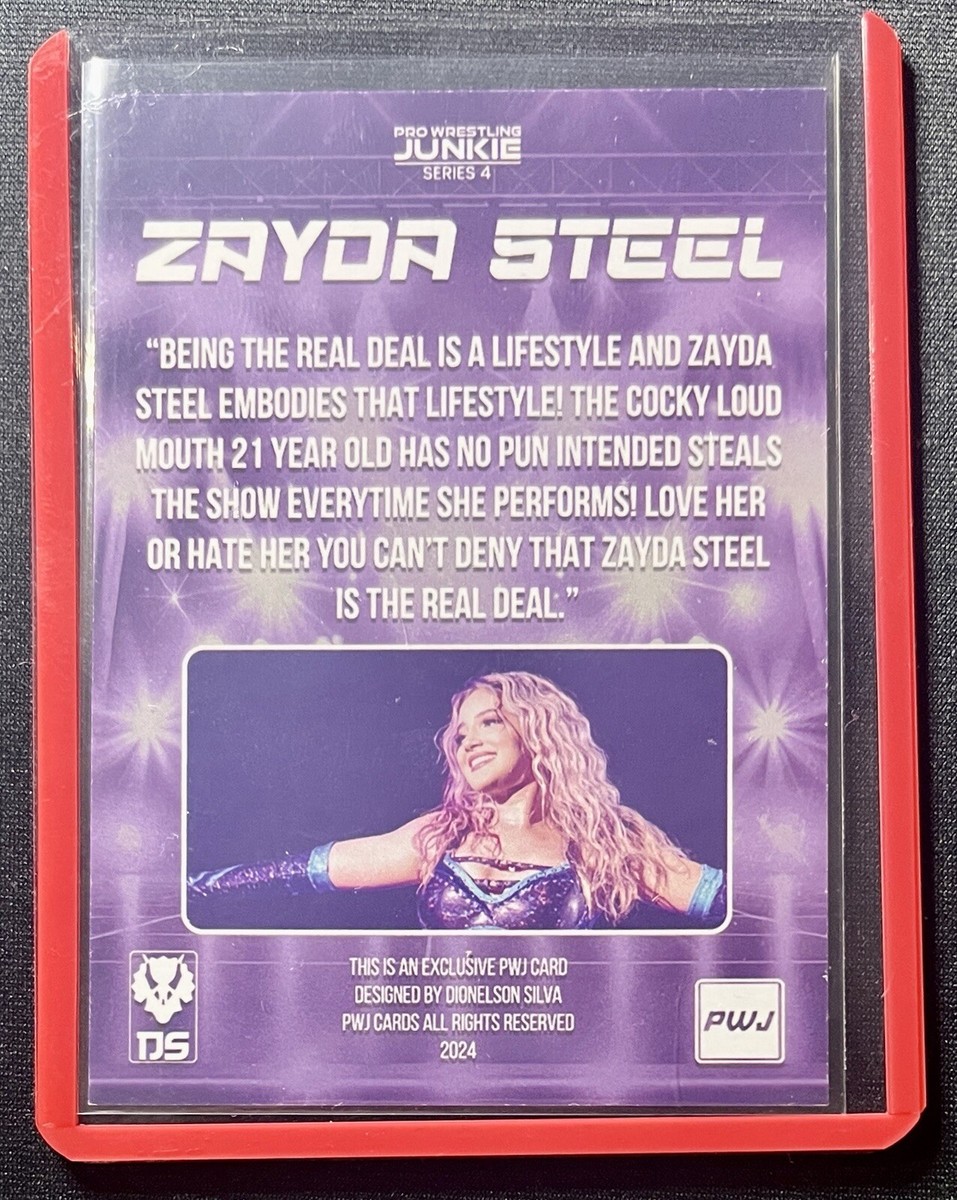 PRO WRESTLING
JUNKIE
SERIES 4
ZAYDA STEEL
“BEING THE REAL DEAL IS A LIFESTYLE AND ZAYDA
STEEL EMBODIES THAT LIFESTYLE! THE COCKY LOUD
MOUTH 21 YEAR OLD HAS NO PUN INTENDED STEALS
THE SHOW EVERYTIME SHE PERFORMS! LOVE HER
OR HATE HER YOU CAN’T DENY THAT ZAYDA STEEL
IS THE REAL DEAL.”
THIS IS AN EXCLUSIVE PWJ CARD
DESIGNED BY DIONELSON SILVA
PWJ CARDS ALL RIGHTS RESERVED
2024
DS
PWJ